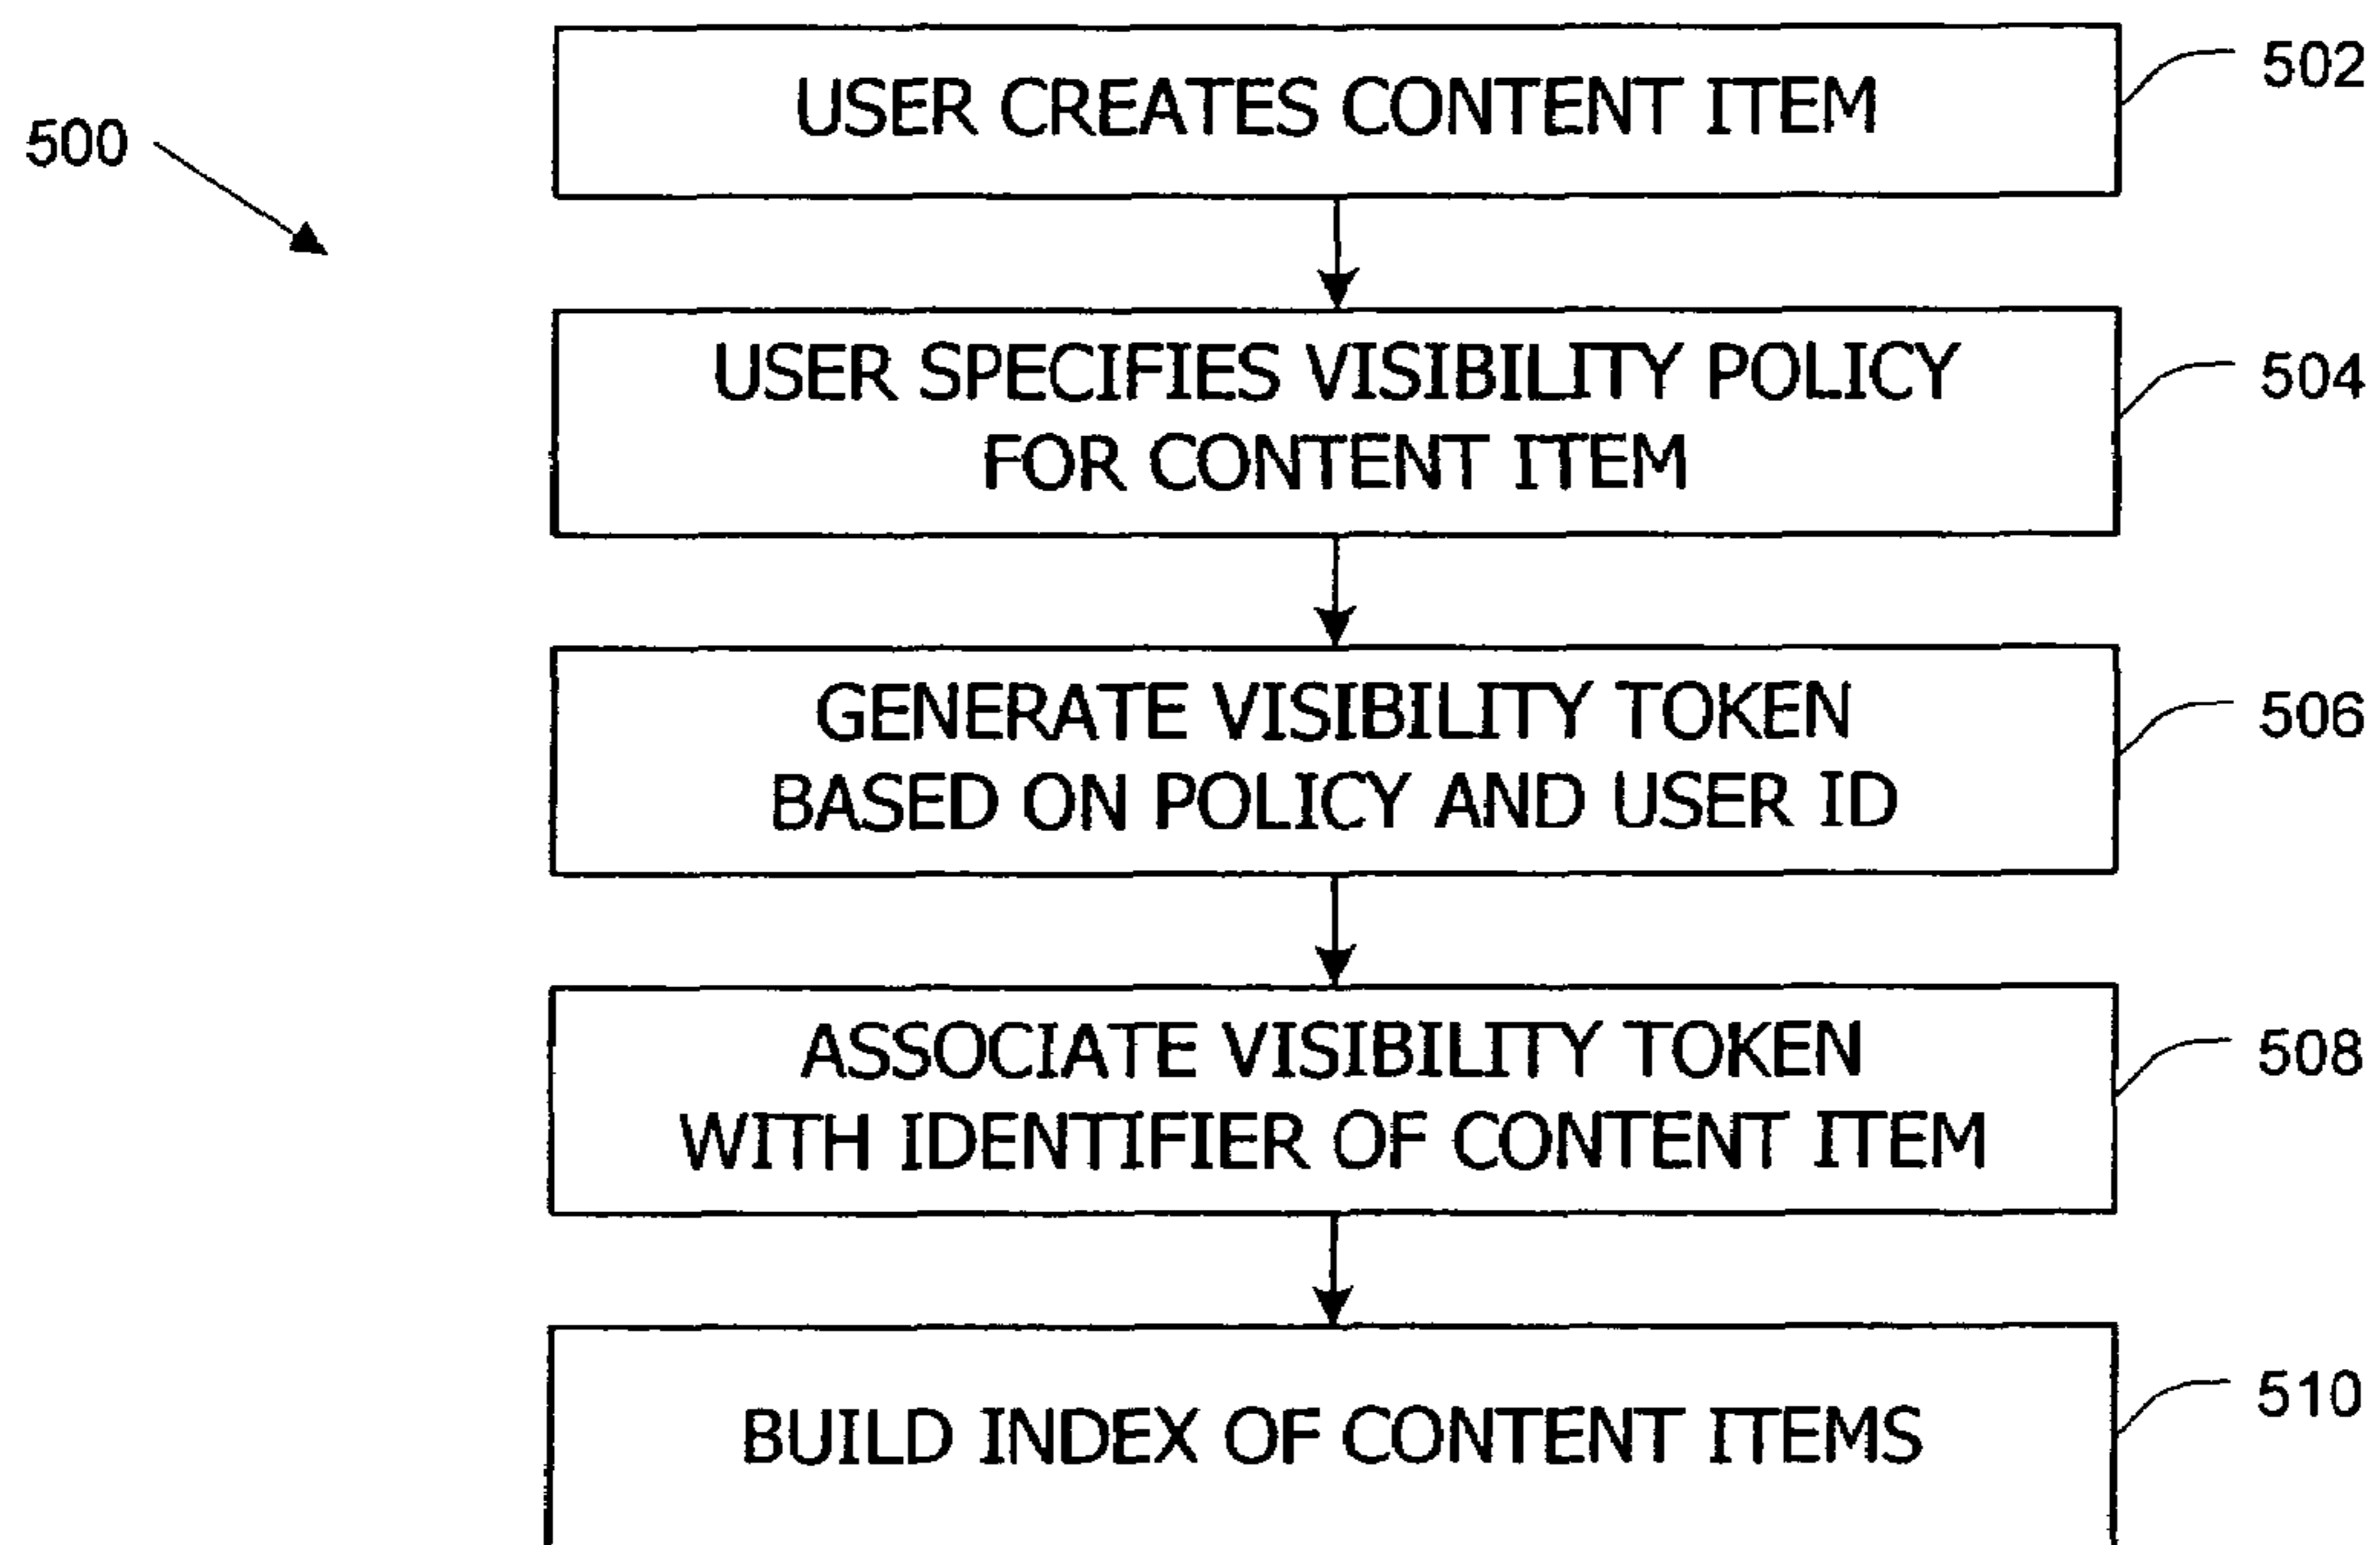 USER CREATES CONTENT ITEM
502
500
USER SPECIFIES VISIBILITY POLICY
FOR CONTENT ITEM
504
GENERATE VISIBILITY TOKEN
BASED ON POLICY AND USER ID
506
ASSOCIATE VISIBILITY TOKEN
WITH IDENTIFIER OF CONTENT ITEM
508
BUILD INDEX OF CONTENT ITEMS
510